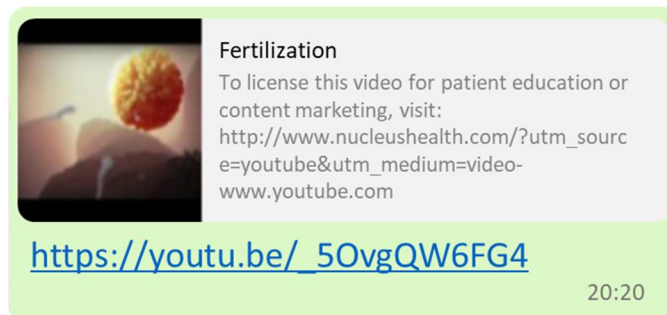 Fertilization
To license this video for patient education or
content marketing, visit:
http://www.nucleushealth.com/?utm_sourc
e=youtube&utm_medium=video-
www.youtube.com
https://youtu.be/_5OvgQW6FG4
20:20